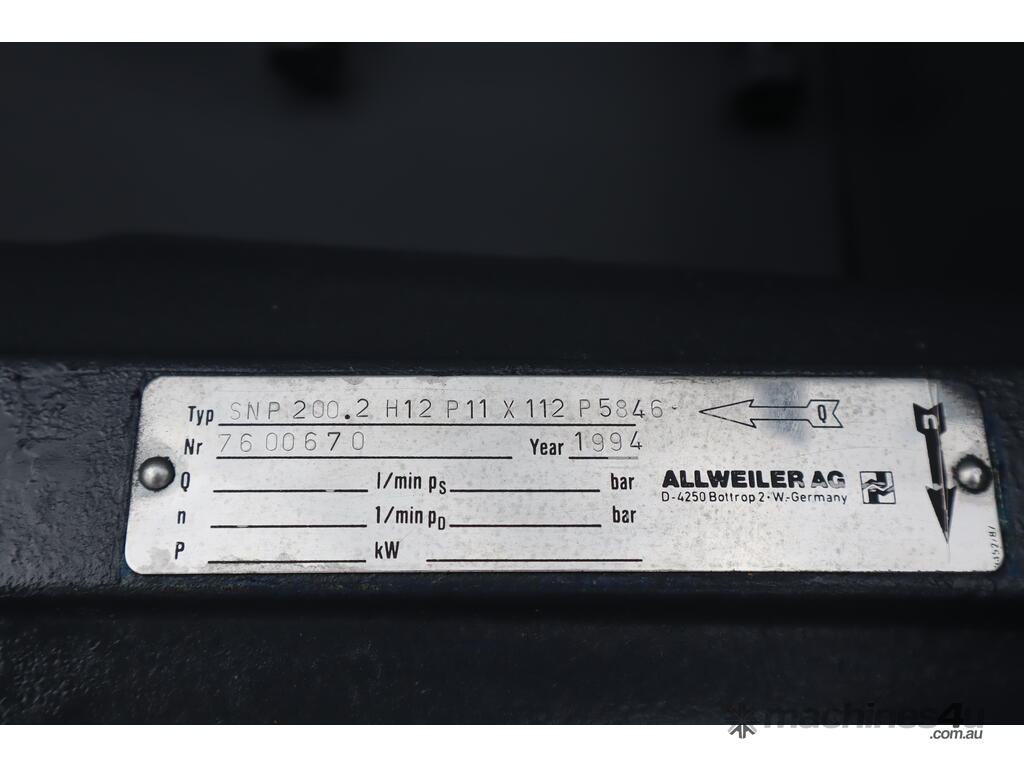 Typ SNP 200.2 H12 P11 X 112 P5846 Q
Nr 7600670 Year 1994 n
Q l/min pS bar
ALLWEILER AG
D-4250 Bottrop 2·W.-Germany
n 1/min pD bar
P kW
machines4u
.com.au